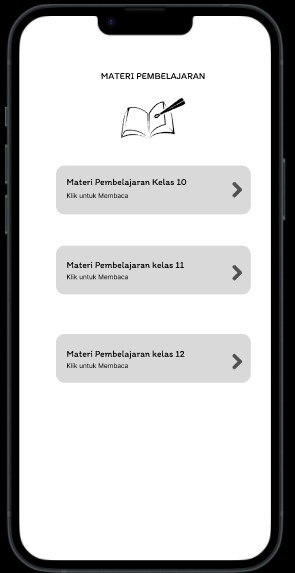 MATERI PEMBELAJARAN
Materi Pembelajaran Kelas 10
Klik untuk Membaca
Materi Pembelajaran kelas 11
Klik untuk Membaca
Materi Pembelajaran kelas 12
Klik untuk Membaca